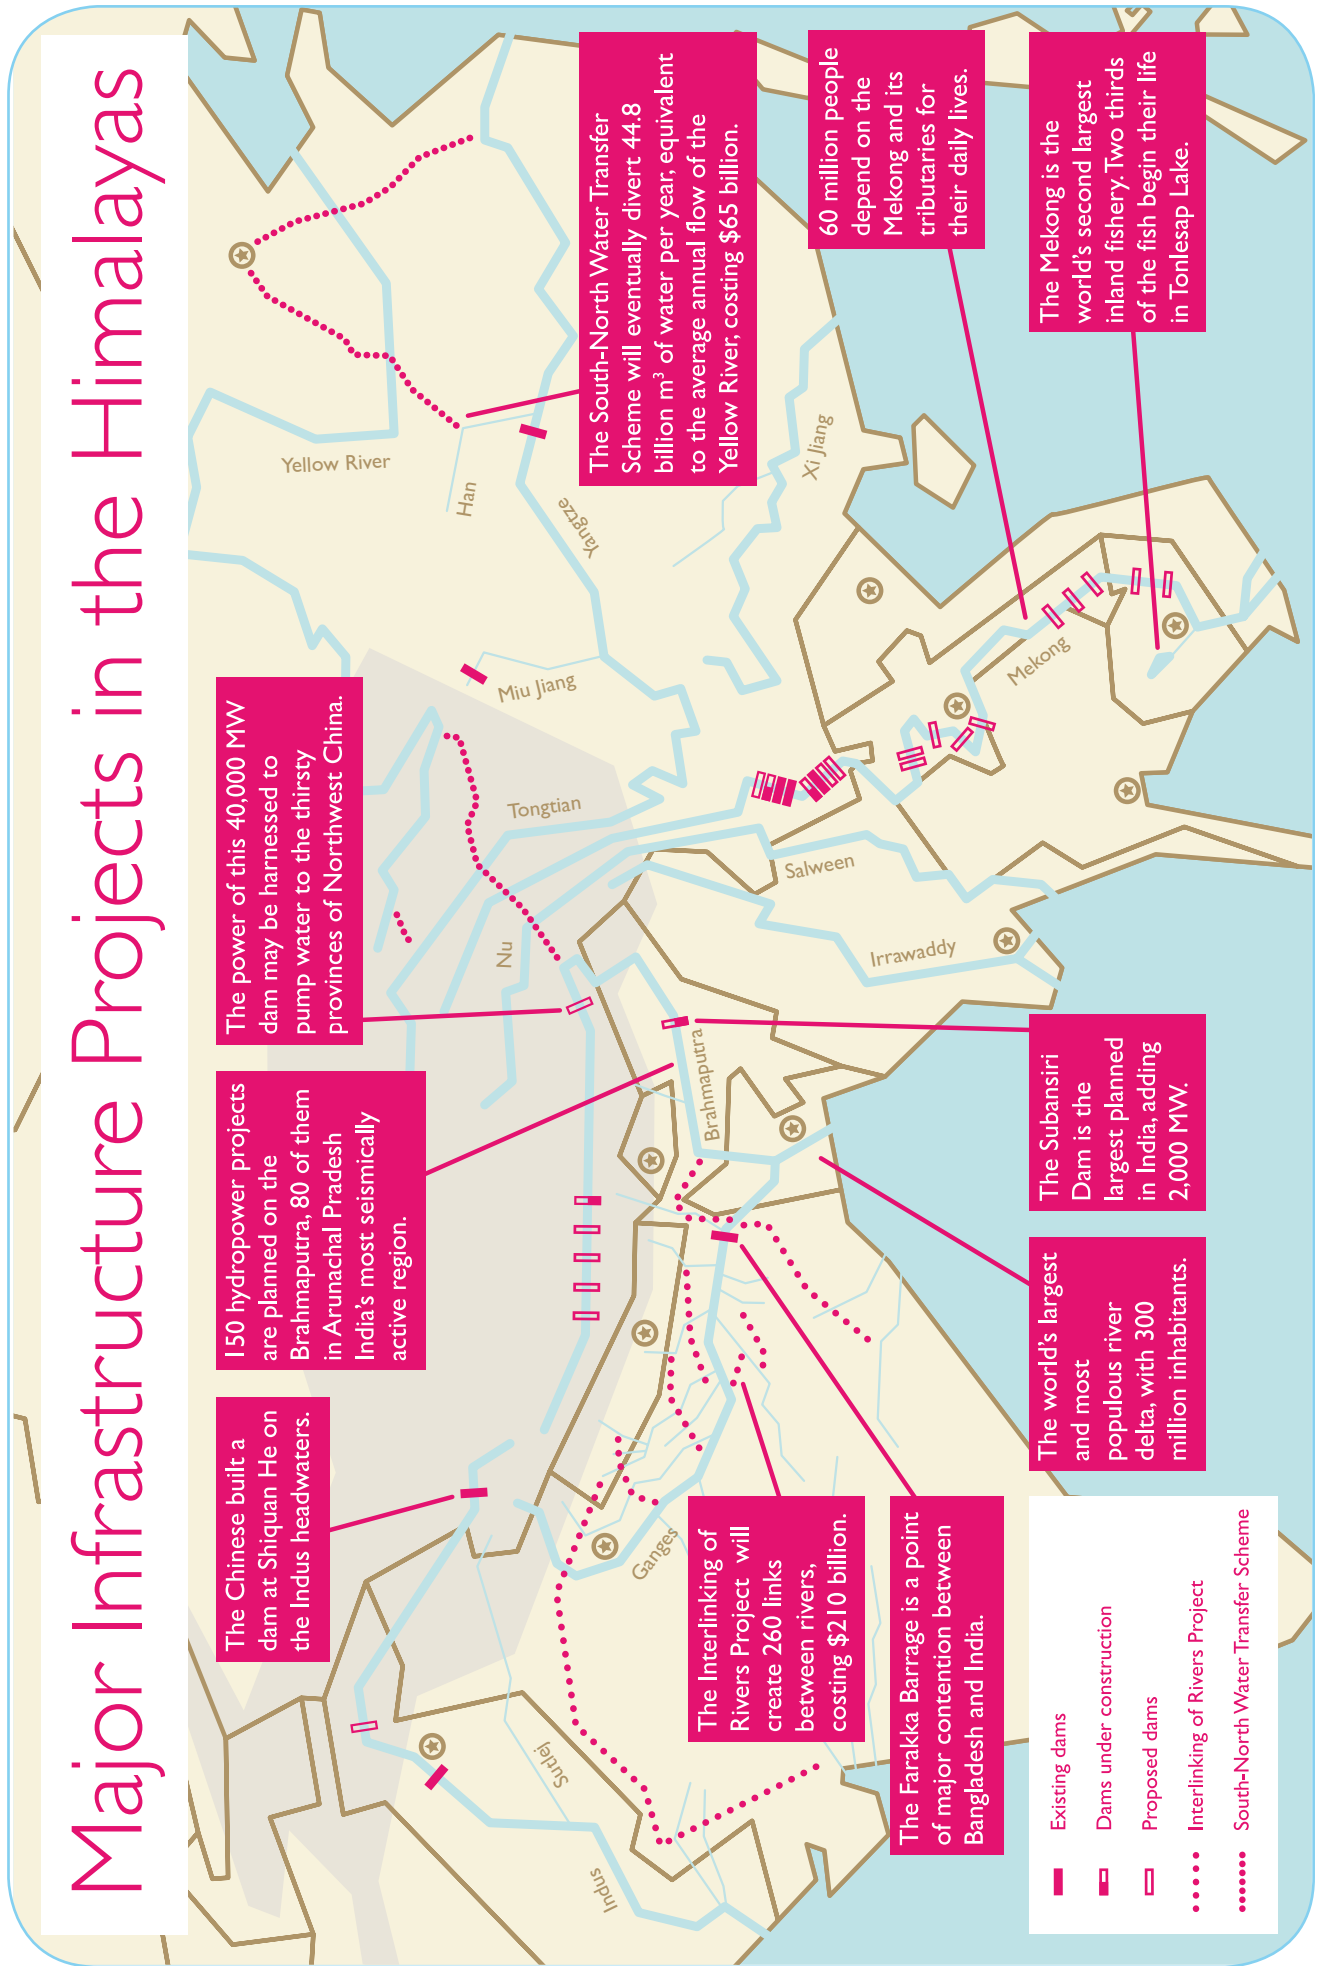 Major Infrastructure Projects in the Himalayas
The Chinese built a
dam at Shiquan He on
the Indus headwaters.
150 hydropower projects
are planned on the
Brahmaputra, 80 of them
in Arunachal Pradesh
India's most seismically
active region.
The power of this 40,000 MW
dam may be harnessed to
pump water to the thirsty
provinces of Northwest China.
The South-North Water Transfer
Scheme will eventually divert 44.8
billion m³ of water per year, equivalent
to the average annual flow of the
Yellow River, costing $65 billion.
60 million people
depend on the
Mekong and its
tributaries for
their daily lives.
The Mekong is the
world's second largest
inland fishery. Two thirds
of the fish begin their life
in Tonlesap Lake.
The Subansiri
Dam is the
largest planned
in India, adding
2,000 MW.
The world's largest
and most
populous river
delta, with 300
million inhabitants.
The Interlinking of
Rivers Project will
create 260 links
between rivers,
costing $210 billion.
The Farakka Barrage is a point
of major contention between
Bangladesh and India.
Yellow River
Han
Yangtze
Xi Jiang
Miu Jiang
Tongtian
Nu
Mekong
Salween
Irrawaddy
Brahmaputra
Ganges
Sutlej
Indus
Existing dams
Dams under construction
Proposed dams
Interlinking of Rivers Project
South-North Water Transfer Scheme